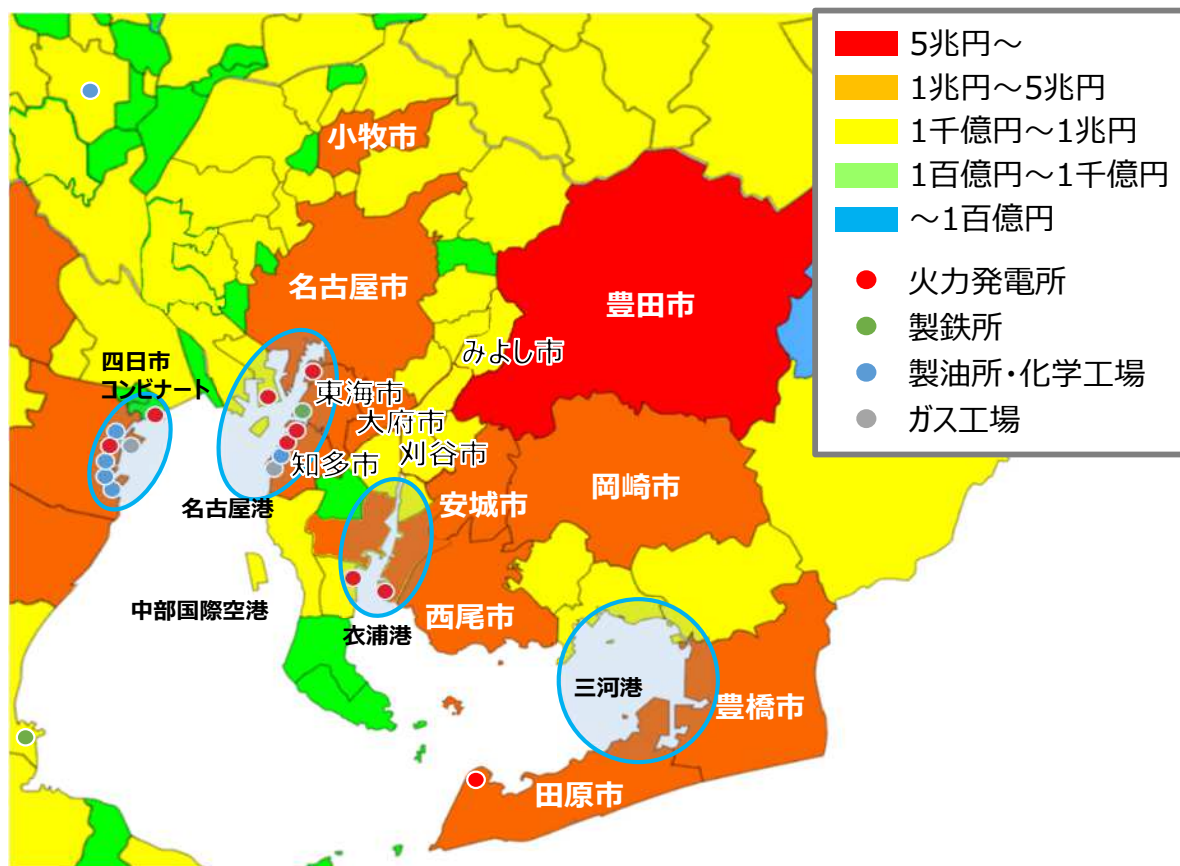 5兆円～
1兆円～5兆円
1千億円～1兆円
1百億円～1千億円
～1百億円
火力発電所
製鉄所
製油所・化学工場
ガス工場
小牧市
名古屋市
豊田市
みよし市
四日市
コンビナート
東海市
大府市
刈谷市
知多市
安城市
岡崎市
名古屋港
中部国際空港
衣浦港
西尾市
三河港
豊橋市
田原市